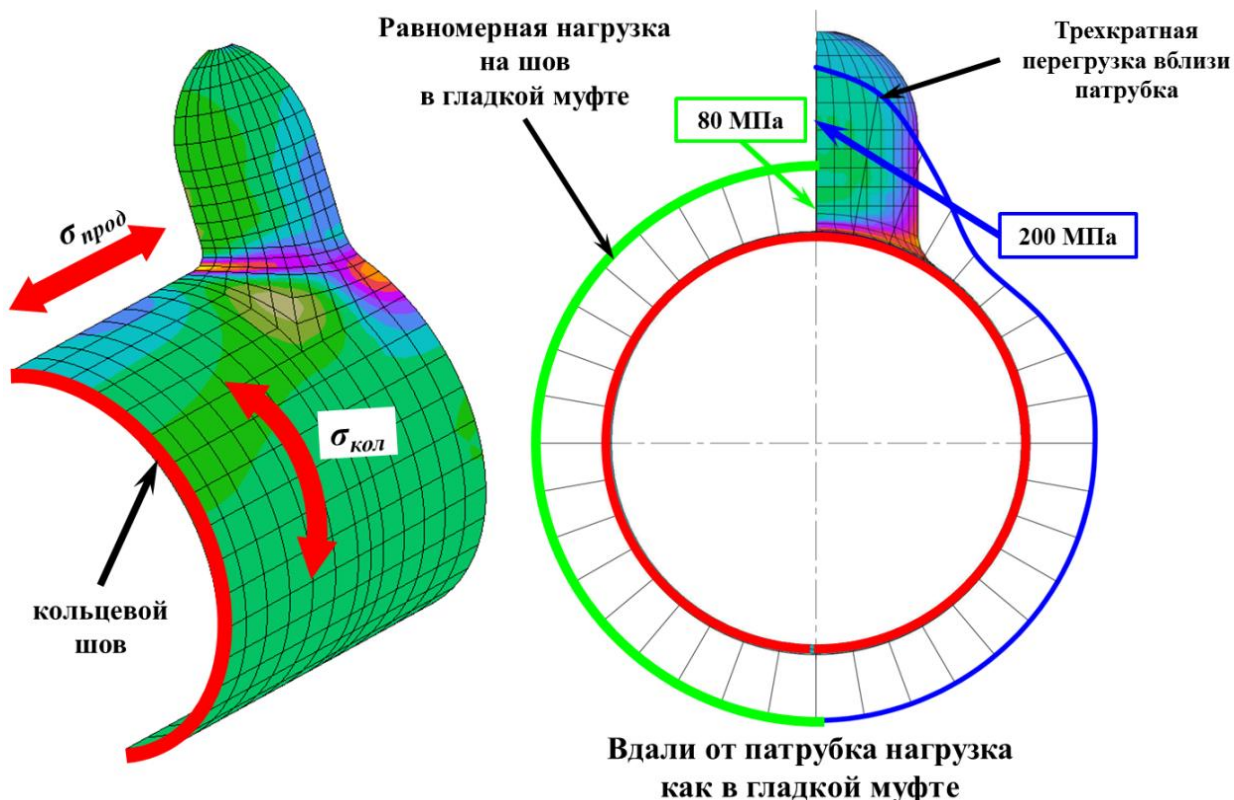 Равномерная нагрузка
на шов
в гладкой муфте
Трехкратная
перегрузка вблизи
патрубка
80 МПа
200 МПа
σпрод
σкол
кольцевой
шов
Вдали от патрубка нагрузка
как в гладкой муфте